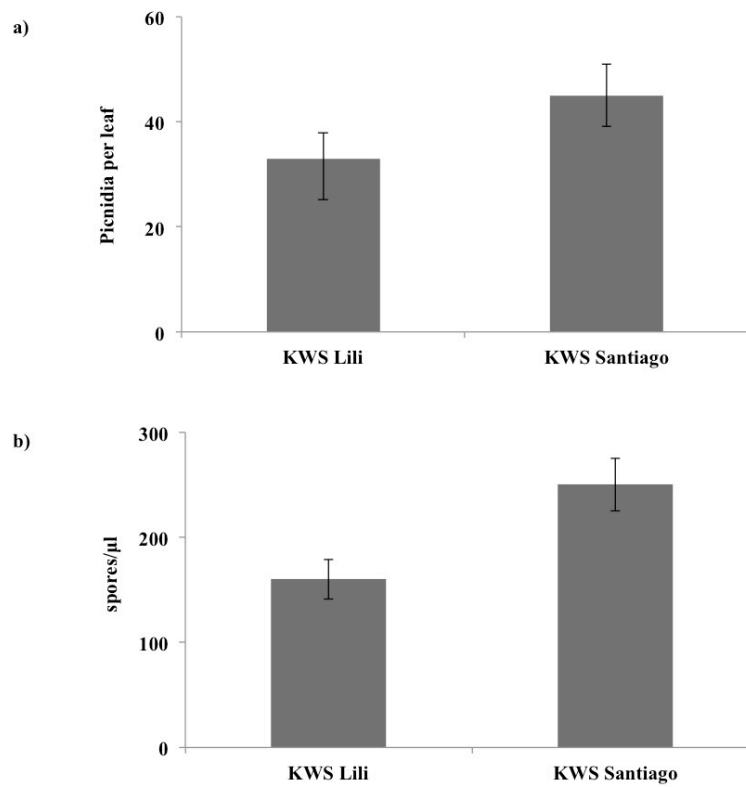 a)
Picnidia per leaf
60
40
20
0
KWS Lili
KWS Santiago
b)
spores/µl
300
200
100
0
KWS Lili
KWS Santiago